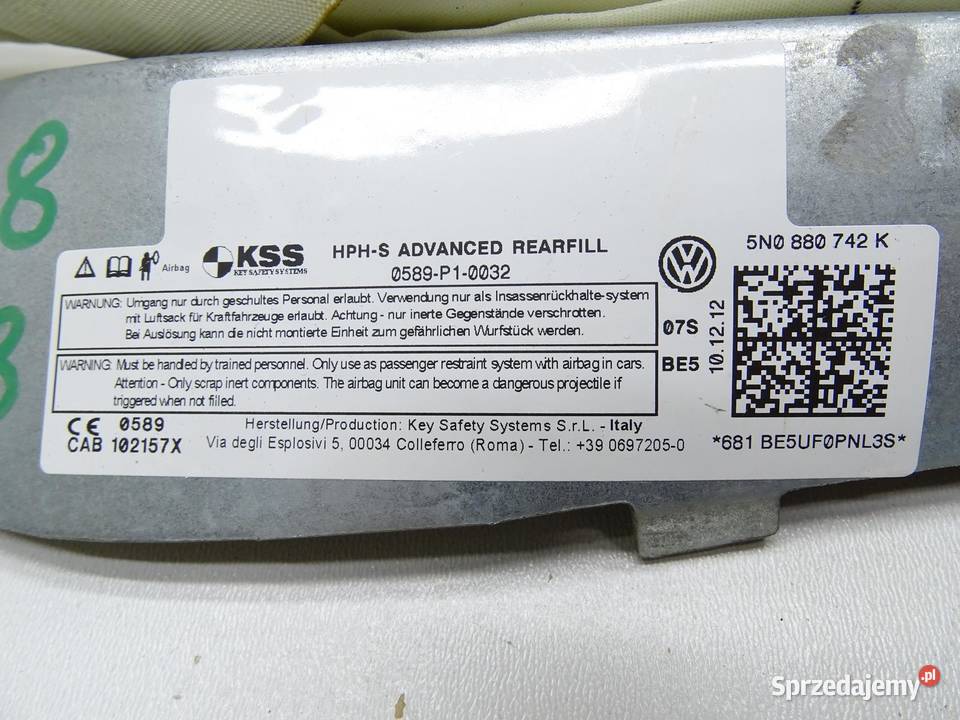 8
3
Airbag
KSS
KEY SAFETY SYSTEMS
HPH-S ADVANCED REARFILL
0589-P1-0032
WARNUNG: Umgang nur durch geschultes Personal erlaubt. Verwendung nur als Insassenrückhalte-system
mit Luftsack für Kraftfahrzeuge erlaubt. Achtung - nur inerte Gegenstände verschrotten.
Bei Auslösung kann die nicht montierte Einheit zum gefährlichen Wurfstück werden.
WARNING: Must be handled by trained personnel. Only use as passenger restraint system with airbag in cars.
Attention - Only scrap inert components. The airbag unit can become a dangerous projectile if
triggered when not filled.
CE 0589
CAB 102157X
Herstellung/Production: Key Safety Systems S.r.L. - Italy
Via degli Esplosivi 5, 00034 Colleferro (Roma) - Tel.: +39 0697205-0
07S
BE5
10.12.12
VW
5N0 880 742 K
*681 BE5UF0PNL3S*
Sprzedajemy.pl